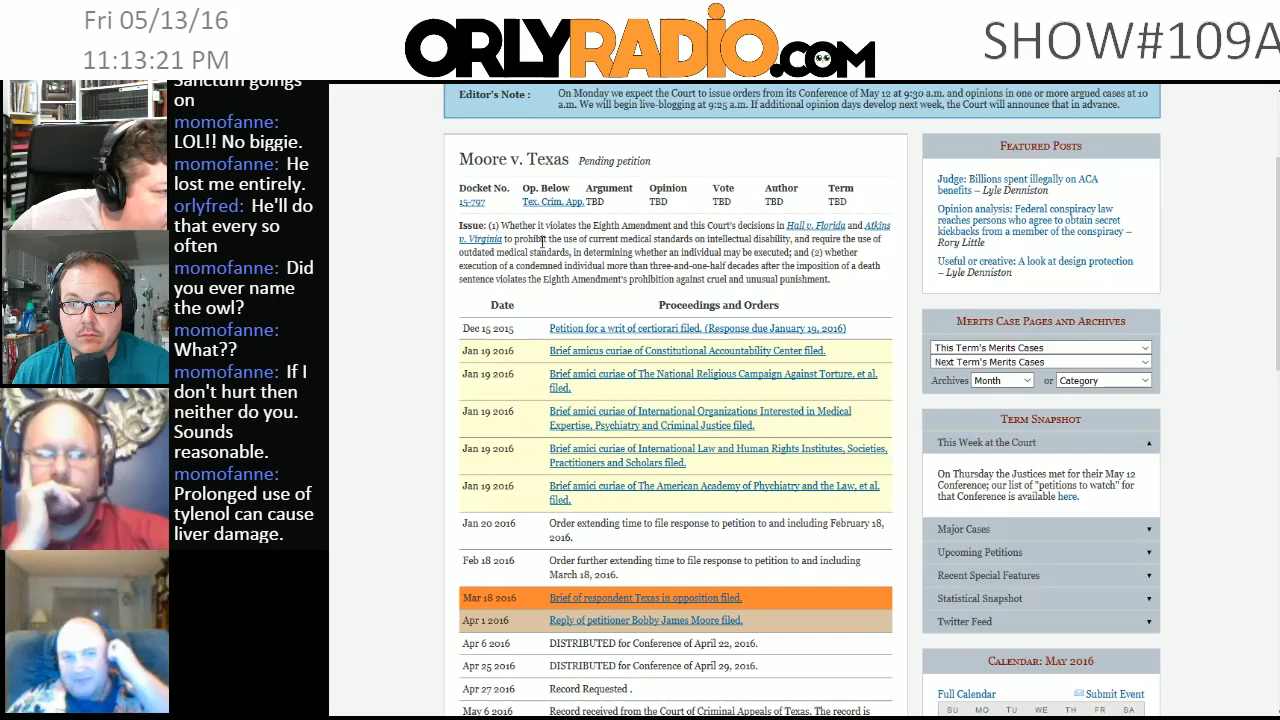 Fri 05/13/16
11:13:21 PM
ORLYRADIO.COM
SHOW#109A
Sanctum goings
on
momofanne:
LOL!! No biggie.
momofanne: He
lost me entirely.
orlyfred: He'll do
that every so
often
momofanne: Did
you ever name
the owl?
momofanne:
What??
momofanne: If I
don't hurt then
neither do you.
Sounds
reasonable.
momofanne:
Prolonged use of
tylenol can cause
liver damage.
Editor's Note :
On Monday we expect the Court to issue orders from its Conference of May 12 at 9:30 a.m. and opinions in one or more argued cases at 10
a.m. We will begin live-blogging at 9:25 a.m. If additional opinion days develop next week, the Court will announce that in advance.
Moore v. Texas Pending petition
Docket No. Op. Below Argument Opinion Vote Author Term
15-797 Tex. Crim. App. TBD TBD TBD TBD TBD
Issue: (1) Whether it violates the Eighth Amendment and this Court's decisions in Hall v. Florida and Atkins
v. Virginia to prohibit the use of current medical standards on intellectual disability, and require the use of
outdated medical standards, in determining whether an individual may be executed; and (2) whether
execution of a condemned individual more than three-and-one-half decades after the imposition of a death
sentence violates the Eighth Amendment's prohibition against cruel and unusual punishment.
Date Proceedings and Orders
Dec 15 2015 Petition for a writ of certiorari filed. (Response due January 19, 2016)
Jan 19 2016 Brief amicus curiae of Constitutional Accountability Center filed.
Jan 19 2016 Brief amici curiae of The National Religious Campaign Against Torture, et al.
filed.
Jan 19 2016 Brief amici curiae of International Organizations Interested in Medical
Expertise, Psychiatry and Criminal Justice filed.
Jan 19 2016 Brief amici curiae of International Law and Human Rights Institutes, Societies,
Practitioners and Scholars filed.
Jan 19 2016 Brief amici curiae of The American Academy of Phychiatry and the Law, et al.
filed.
Jan 20 2016 Order extending time to file response to petition to and including February 18,
2016.
Feb 18 2016 Order further extending time to file response to petition to and including
March 18, 2016.
Mar 18 2016 Brief of respondent Texas in opposition filed.
Apr 1 2016 Reply of petitioner Bobby James Moore filed.
Apr 6 2016 DISTRIBUTED for Conference of April 22, 2016.
Apr 25 2016 DISTRIBUTED for Conference of April 29, 2016.
Apr 27 2016 Record Requested .
May 6 2016 Record received from the Court of Criminal Appeals of Texas. The record is
Featured Posts
Judge: Billions spent illegally on ACA
benefits – Lyle Denniston
Opinion analysis: Federal conspiracy law
reaches persons who agree to obtain secret
kickbacks from a member of the conspiracy –
Rory Little
Useful or creative: A look at design protection
– Lyle Denniston
Merits Case Pages and Archives
This Term's Merits Cases
Next Term's Merits Cases
Archives Month or Category
Term Snapshot
This Week at the Court
On Thursday the Justices met for their May 12
Conference; our list of "petitions to watch" for
that Conference is available here.
Major Cases
Upcoming Petitions
Recent Special Features
Statistical Snapshot
Twitter Feed
Calendar: May 2016
Full Calendar Submit Event
SU MO TU WE TH FR SA